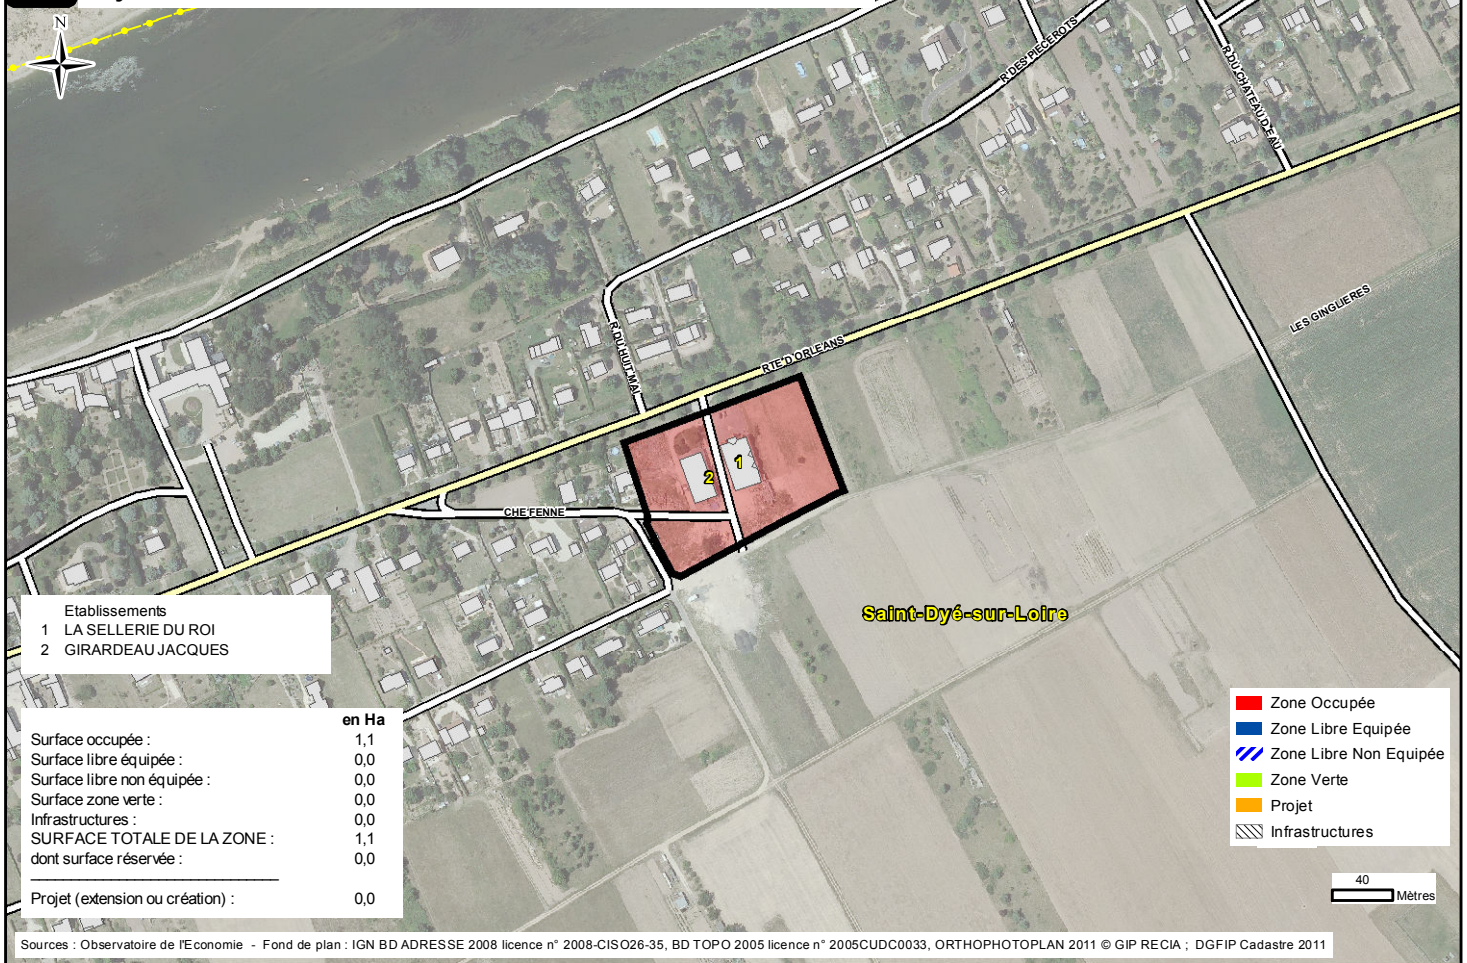 N
R DES PIECEROTS
R DU CHATEAU D'EAU
LES GINGLIERES
R DU HUIT MAI
RTE D'ORLEANS
1
2
CHE FENNE
Saint-Dyé-sur-Loire
Etablissements
1 LA SELLERIE DU ROI
2 GIRARDEAU JACQUES
en Ha
Surface occupée : 1,1
Surface libre équipée : 0,0
Surface libre non équipée : 0,0
Surface zone verte : 0,0
Infrastructures : 0,0
SURFACE TOTALE DE LA ZONE : 1,1
dont surface réservée : 0,0
Projet (extension ou création) : 0,0
Zone Occupée
Zone Libre Equipée
Zone Libre Non Equipée
Zone Verte
Projet
Infrastructures
40
Mètres
Sources : Observatoire de l'Economie - Fond de plan : IGN BD ADRESSE 2008 licence n° 2008-CISO26-35, BD TOPO 2005 licence n° 2005CUDC0033, ORTHOPHOTOPLAN 2011 © GIP RECIA ; DGFIP Cadastre 2011